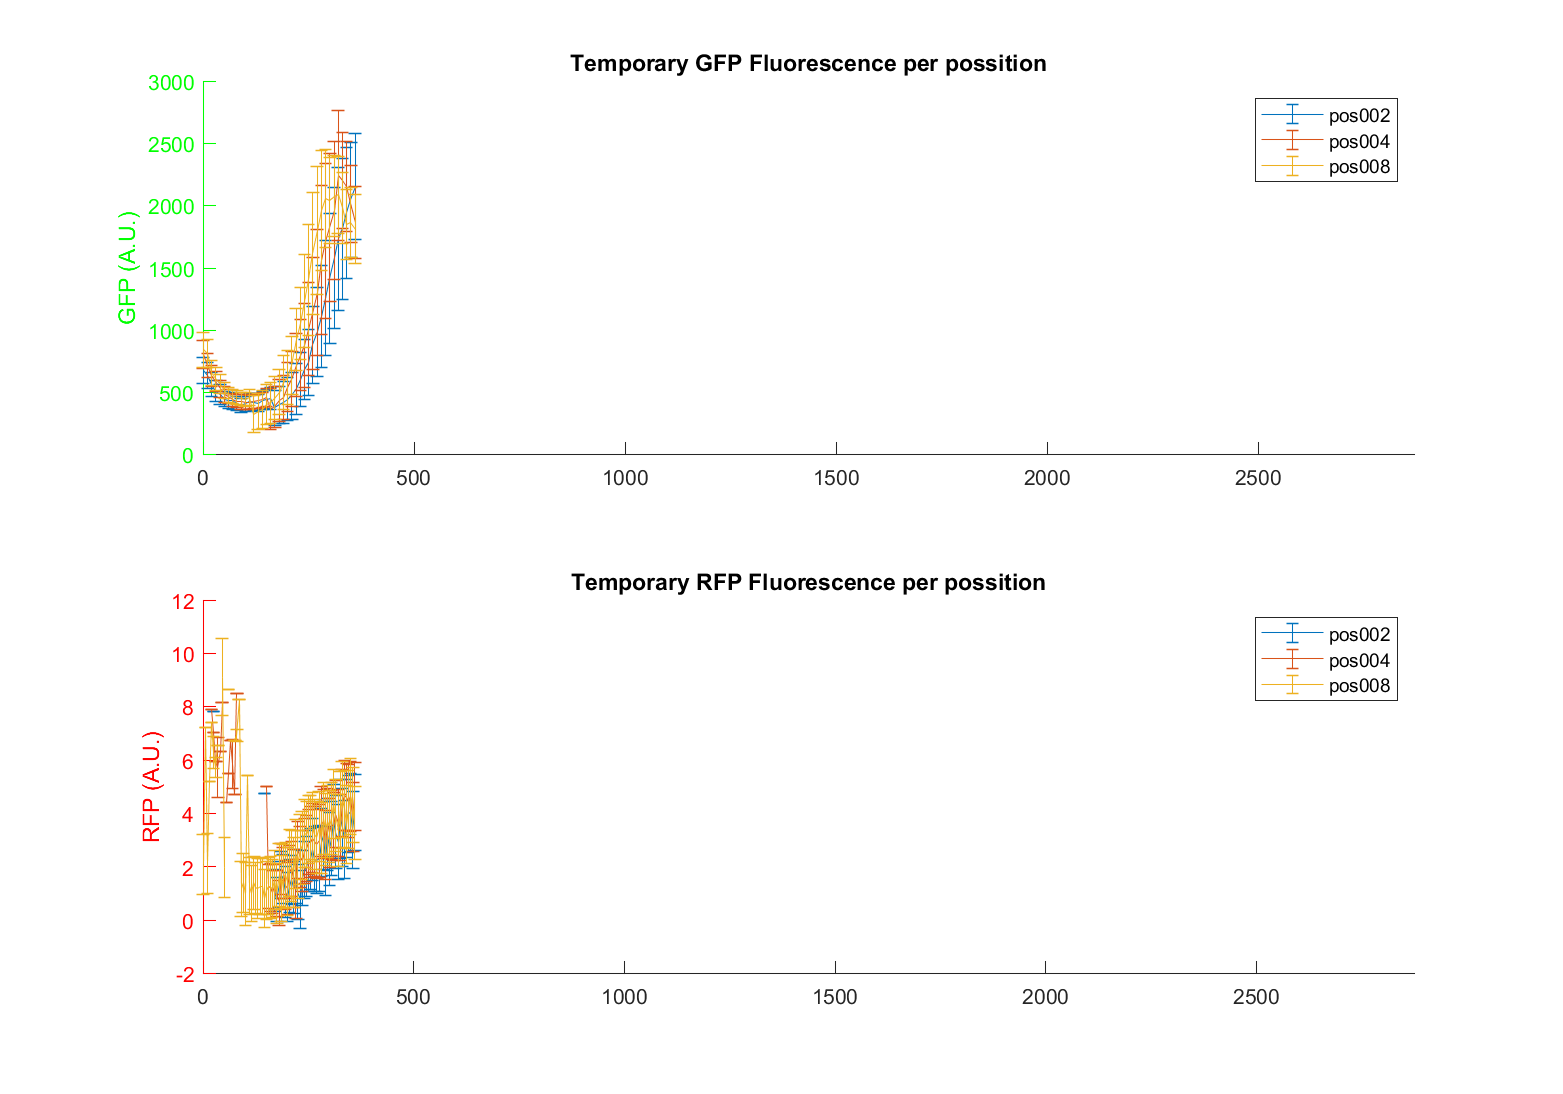 Temporary GFP Fluorescence per possition
GFP (A.U.)
3000
2500
2000
1500
1000
500
0
0 500 1000 1500 2000 2500
pos002
pos004
pos008
Temporary RFP Fluorescence per possition
RFP (A.U.)
12
10
8
6
4
2
0
-2
0 500 1000 1500 2000 2500
pos002
pos004
pos008